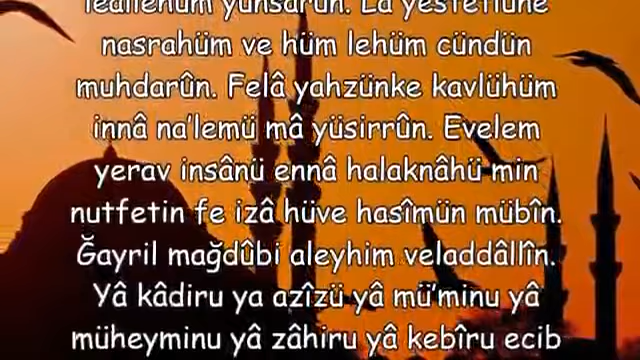 leallehüm yünsarûn. Lâ yestetîûne
nasrahüm ve hüm lehüm cündün
muhdarûn. Felâ yahzünke kavlühüm
innâ na'lemü mâ yüsirrûn. Evelem
yerav insânü ennâ halaknâhü min
nutfetin fe izâ hüve hasîmün mübîn.
Ğayril mağdûbi aleyhim veladdâllîn.
Yâ kâdiru ya azîzü yâ mü'minu yâ
müheyminu yâ zâhiru yâ kebîru ecib